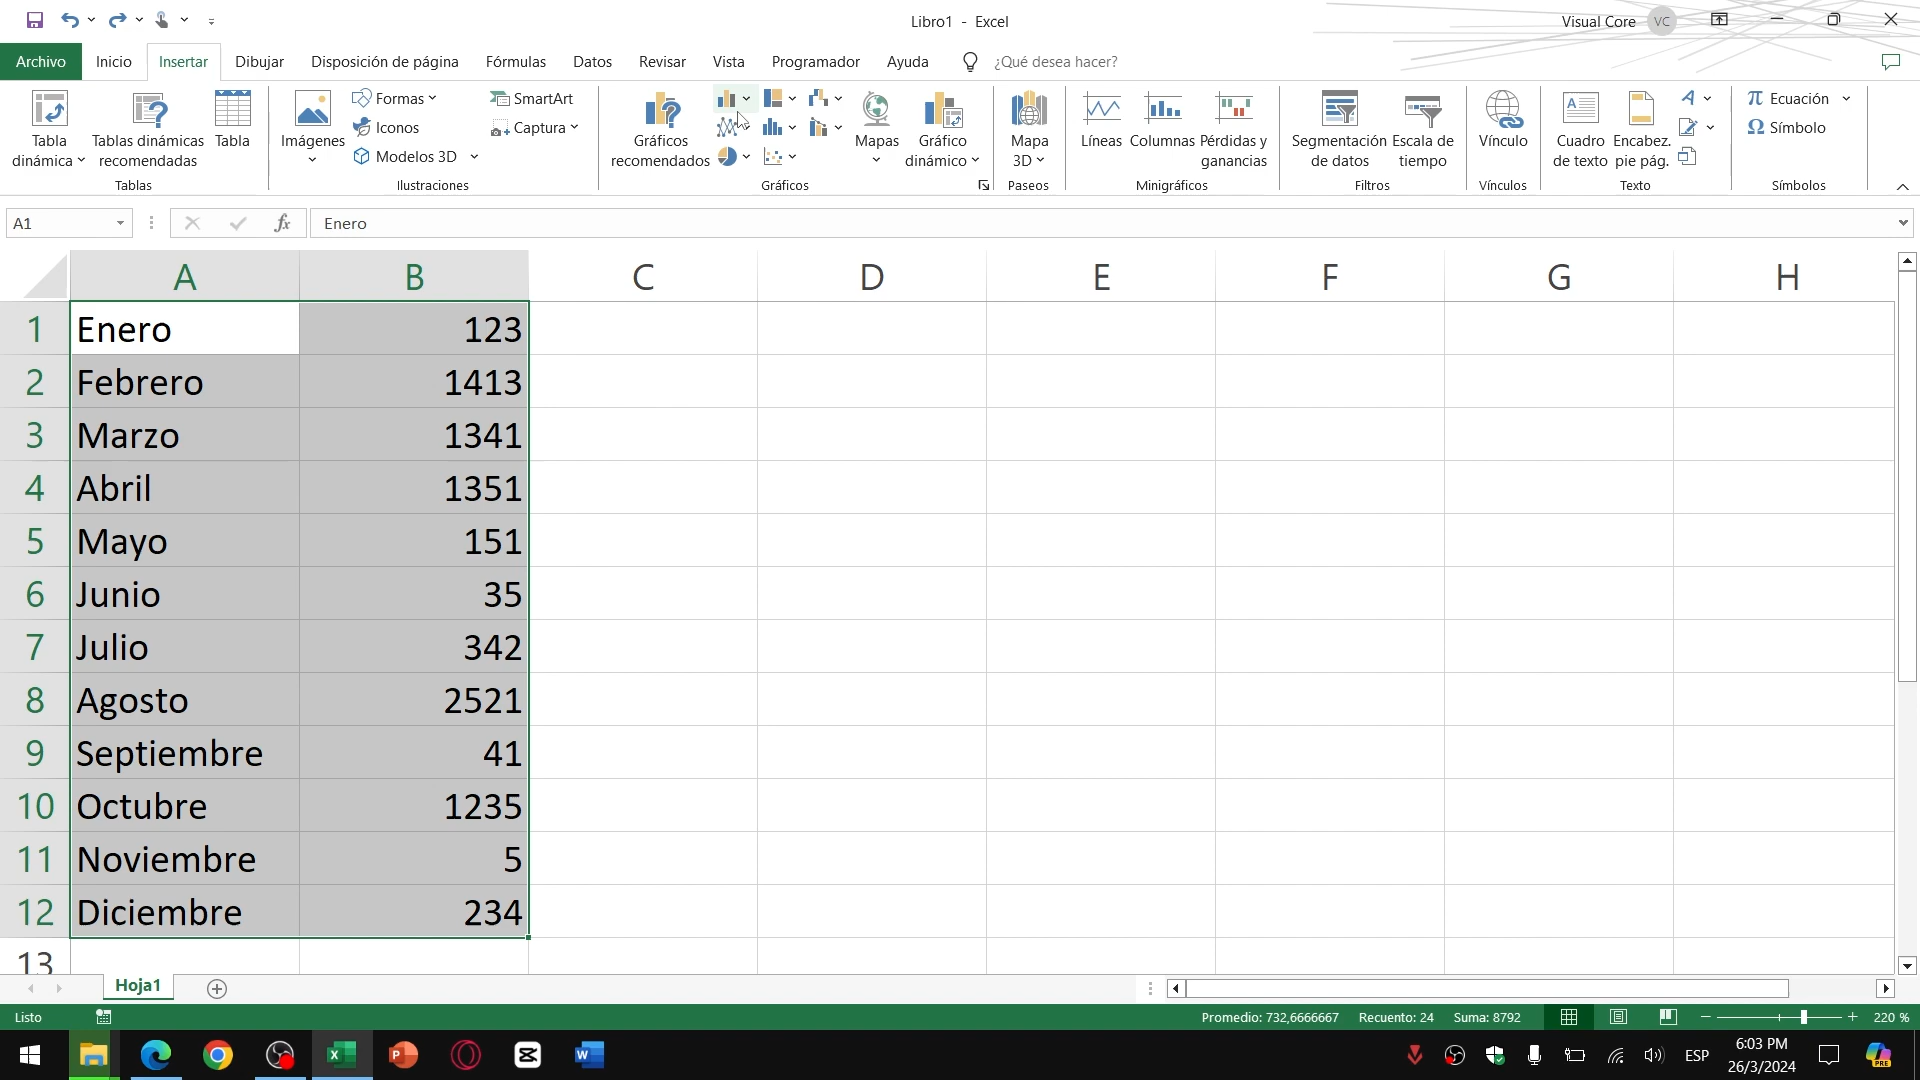 Libro1 - Excel
Visual Core VC
Archivo Inicio Insertar Dibujar Disposición de página Fórmulas Datos Revisar Vista Programador Ayuda ¿Qué desea hacer?
Tabla dinámica
Tablas dinámicas recomendadas
Tabla
Tablas
Imágenes
Formas
Iconos
Modelos 3D
SmartArt
Captura
Ilustraciones
Gráficos recomendados
Mapas
Gráfico dinámico
Gráficos
Mapa 3D
Paseos
Líneas
Columnas
Pérdidas y ganancias
Minigráficos
Segmentación de datos
Escala de tiempo
Filtros
Vínculo
Vínculos
Cuadro de texto
Encabez. pie pág.
Texto
π Ecuación
Ω Símbolo
Símbolos
A1 fx Enero
A B C D E F G H
1 Enero 123
2 Febrero 1413
3 Marzo 1341
4 Abril 1351
5 Mayo 151
6 Junio 35
7 Julio 342
8 Agosto 2521
9 Septiembre 41
10 Octubre 1235
11 Noviembre 5
12 Diciembre 234
13
Hoja1
Listo Promedio: 732,6666667 Recuento: 24 Suma: 8792 220 %
ESP 6:03 PM
26/3/2024
PRE